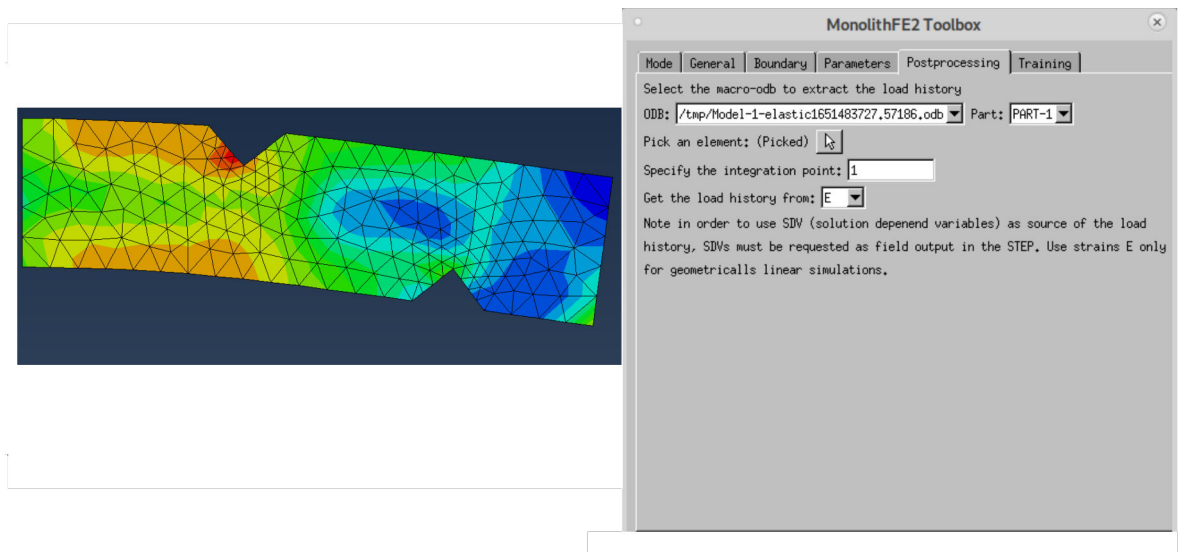 MonolithFE2 Toolbox
Mode General Boundary Parameters Postprocessing Training
Select the macro-odb to extract the load history
ODB: /tmp/Model-1-elastic1651483727.57186.odb Part: PART-1
Pick an element: (Picked)
Specify the integration point: 1
Get the load history from: E
Note in order to use SDV (solution depenend variables) as source of the load
history, SDVs must be requested as field output in the STEP. Use strains E only
for geometricalls linear simulations.